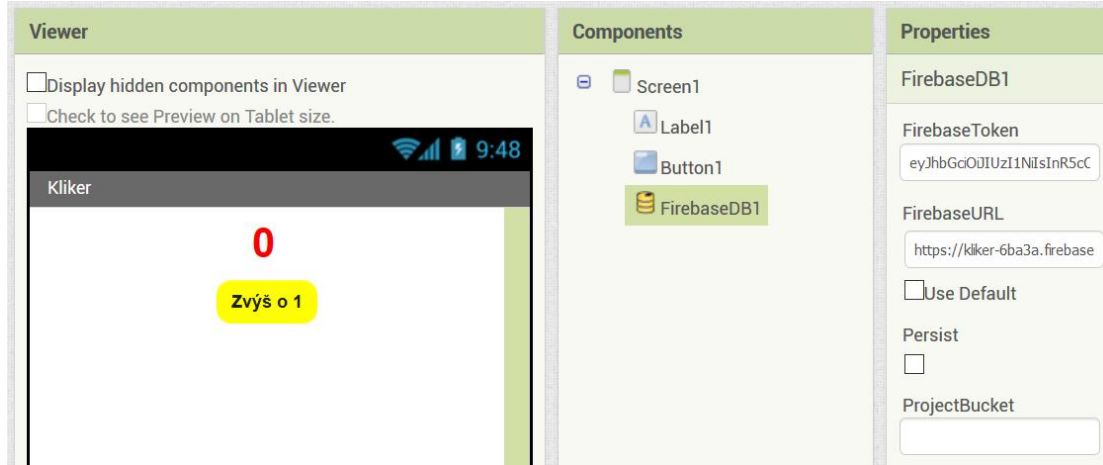 Viewer
Display hidden components in Viewer
Check to see Preview on Tablet size.
9:48
Kliker
0
Zvýš o 1
Components
Screen1
A Label1
Button1
FirebaseDB1
Properties
FirebaseDB1
FirebaseToken
eyJhbGciOiJIUzI1NiIsInR5cC
FirebaseURL
https://kliker-6ba3a.firebase
Use Default
Persist
ProjectBucket